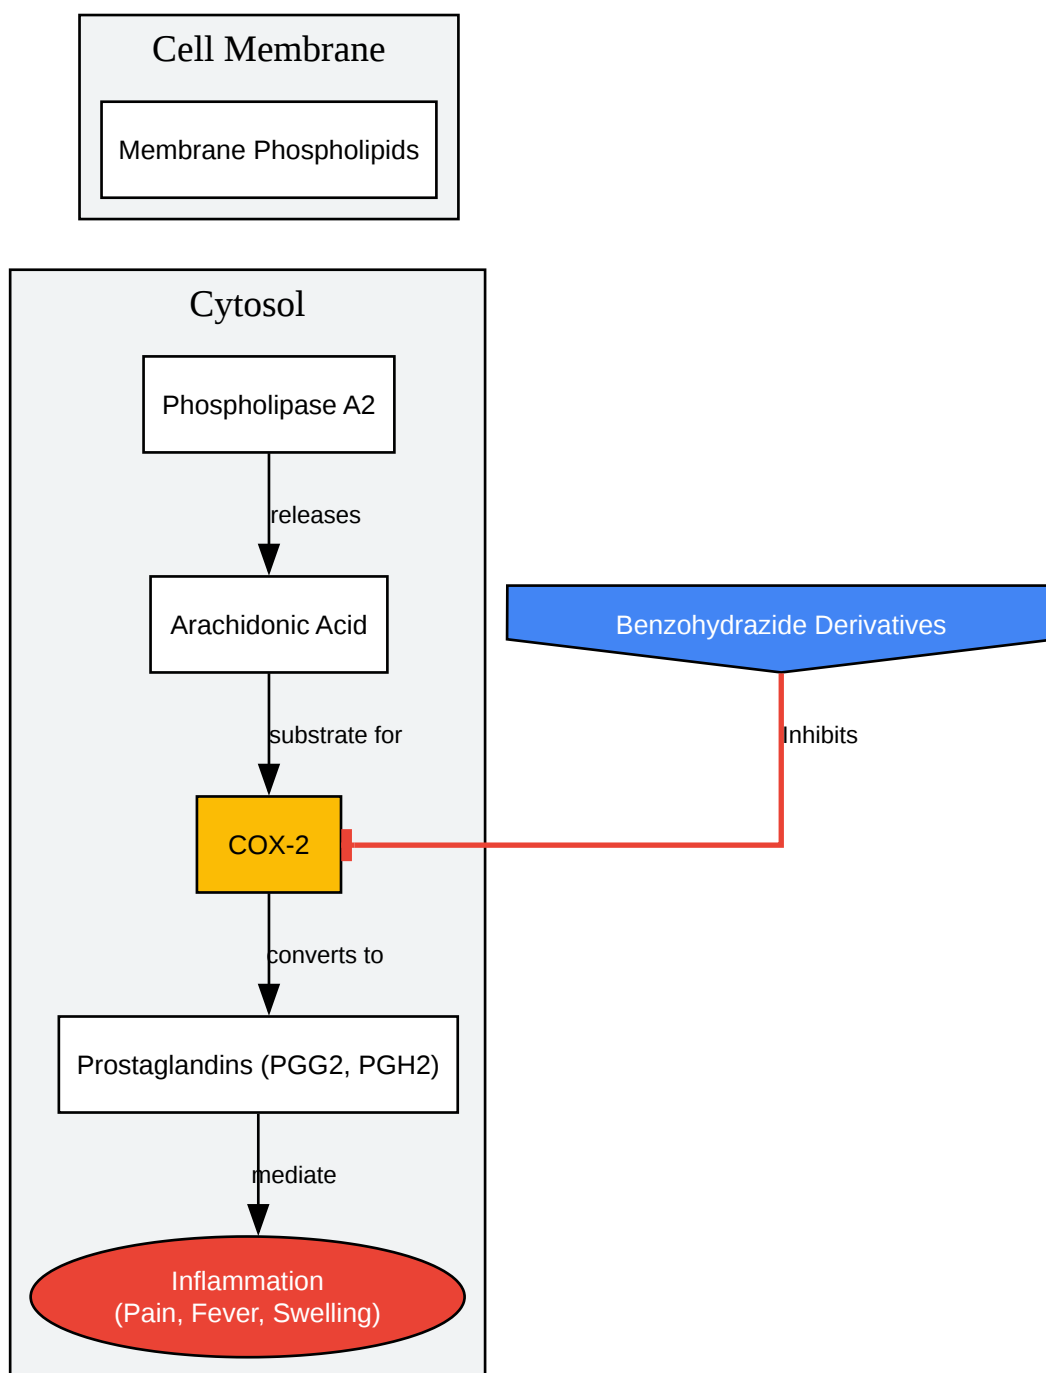 Cell Membrane
Membrane Phospholipids
Cytosol
Phospholipase A2
releases
Arachidonic Acid
Benzohydrazide Derivatives
substrate for
Inhibits
COX-2
converts to
Prostaglandins (PGG2, PGH2)
mediate
Inflammation
(Pain, Fever, Swelling)